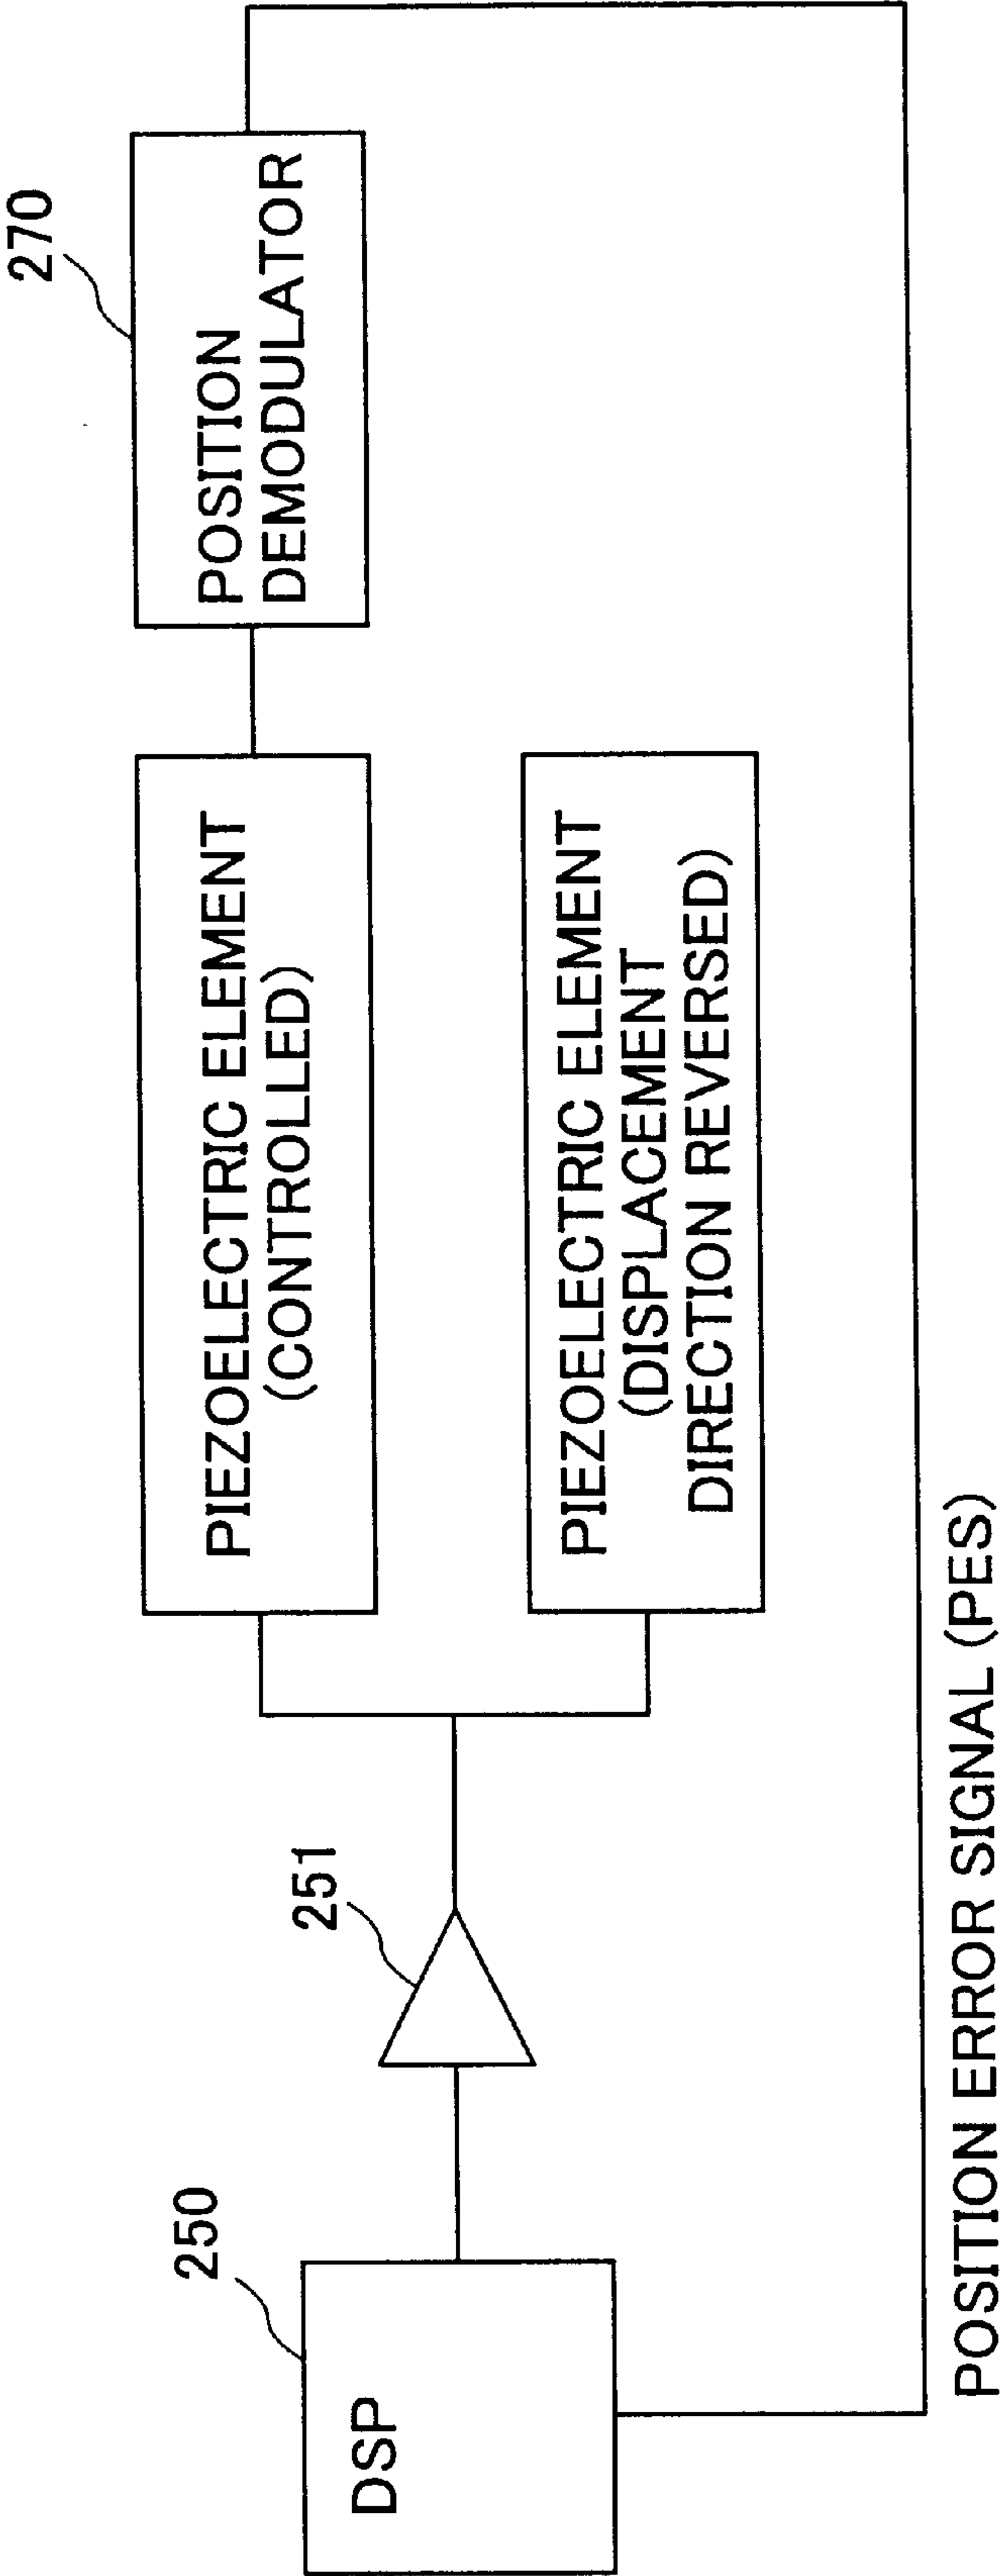 250
DSP
251
PIEZOELECTRIC ELEMENT
(CONTROLLED)
PIEZOELECTRIC ELEMENT
(DISPLACEMENT
DIRECTION REVERSED)
270
POSITION
DEMODULATOR
POSITION ERROR SIGNAL (PES)